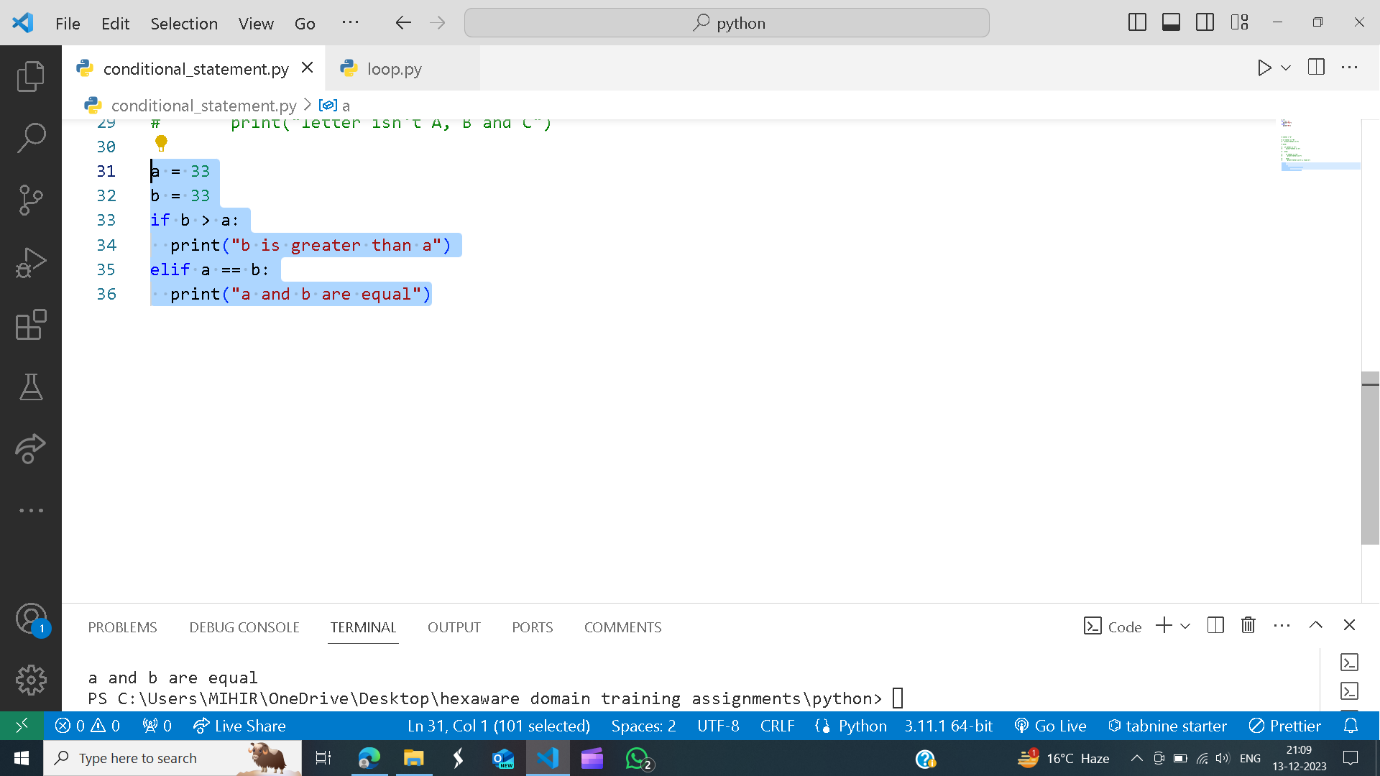 File Edit Selection View Go ... python
conditional_statement.py loop.py
conditional_statement.py > a
29 # print("letter isn't A, B and C")
30
31 a = 33
32 b = 33
33 if b > a:
34 print("b is greater than a")
35 elif a == b:
36 print("a and b are equal")
1
PROBLEMS DEBUG CONSOLE TERMINAL OUTPUT PORTS COMMENTS Code
a and b are equal
PS C:\Users\MIHIR\OneDrive\Desktop\hexaware domain training assignments\python>
0 0 0 Live Share Ln 31, Col 1 (101 selected) Spaces: 2 UTF-8 CRLF Python 3.11.1 64-bit Go Live tabnine starter Prettier
Type here to search NEW 2 1 16°C Haze ENG 21:09
13-12-2023